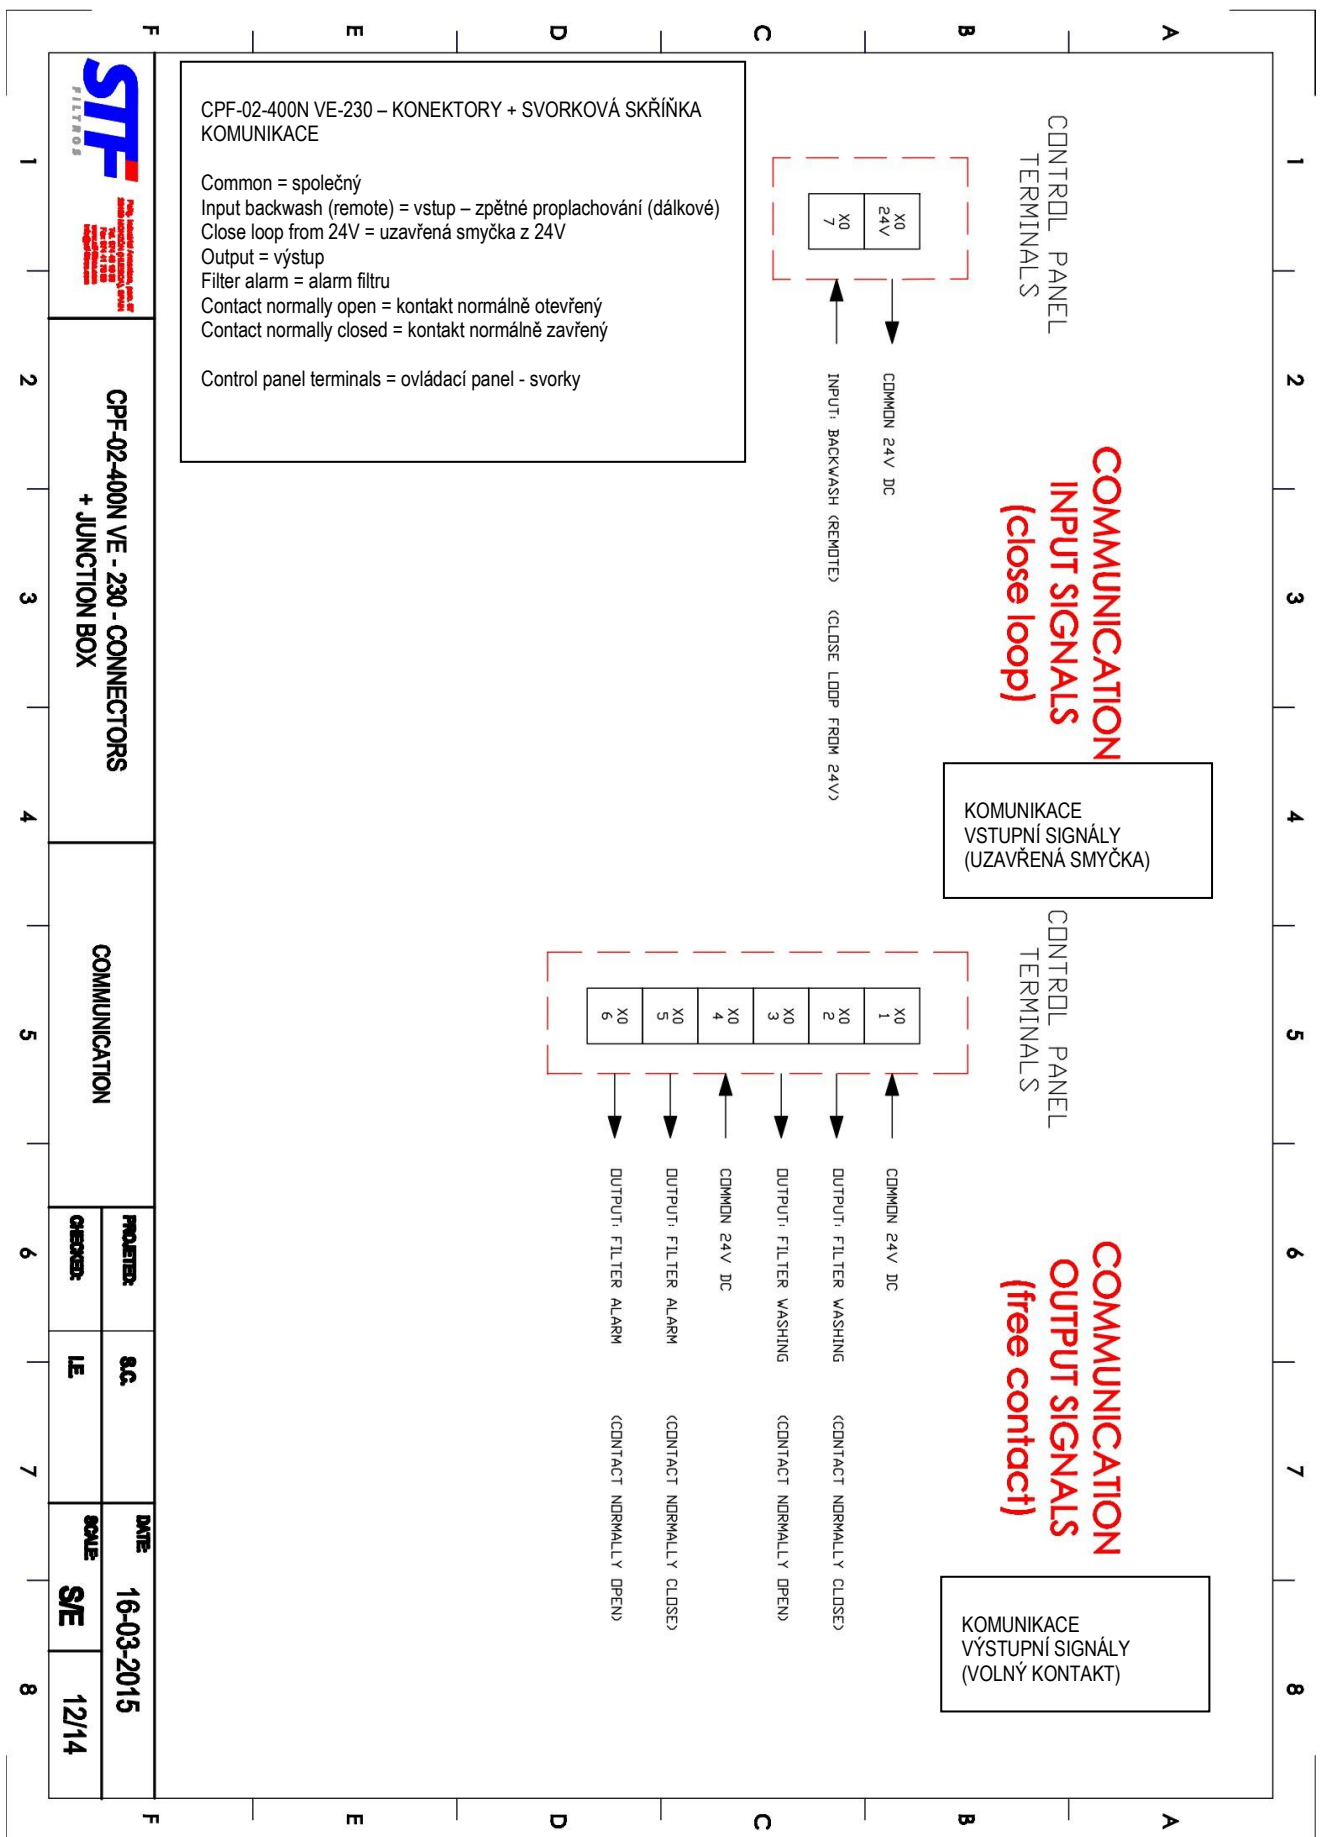 F
E
D
C
B
A
1
2
3
4
5
6
7
8
CPF-02-400N VE-230 – KONEKTORY + SVORKOVÁ SKŘÍŇKA
KOMUNIKACE
Common = společný
Input backwash (remote) = vstup – zpětné proplachování (dálkové)
Close loop from 24V = uzavřená smyčka z 24V
Output = výstup
Filter alarm = alarm filtru
Contact normally open = kontakt normálně otevřený
Contact normally closed = kontakt normálně zavřený
Control panel terminals = ovládací panel - svorky
CONTROL PANEL
TERMINALS
X0
24V
X0
7
COMMON 24V DC
INPUT: BACKWASH (REMOTE) (CLOSE LOOP FROM 24V)
COMMUNICATION
INPUT SIGNALS
(close loop)
KOMUNIKACE
VSTUPNÍ SIGNÁLY
(UZAVŘENÁ SMYČKA)
CONTROL PANEL
TERMINALS
X0
1
X0
2
X0
3
X0
4
X0
5
X0
6
COMMON 24V DC
OUTPUT: FILTER WASHING (CONTACT NORMALLY CLOSE)
OUTPUT: FILTER WASHING (CONTACT NORMALLY OPEN)
COMMON 24V DC
OUTPUT: FILTER ALARM (CONTACT NORMALLY CLOSE)
OUTPUT: FILTER ALARM (CONTACT NORMALLY OPEN)
COMMUNICATION
OUTPUT SIGNALS
(free contact)
KOMUNIKACE
VÝSTUPNÍ SIGNÁLY
(VOLNÝ KONTAKT)
STF
FILTROS
CPF-02-400N VE - 230 - CONNECTORS
+ JUNCTION BOX
COMMUNICATION
PROJETED:
S.C.
CHECKED:
I.E.
DATE:
16-03-2015
SCALE:
S/E
12/14
1
2
3
4
5
6
7
8
F
E
D
C
B
A